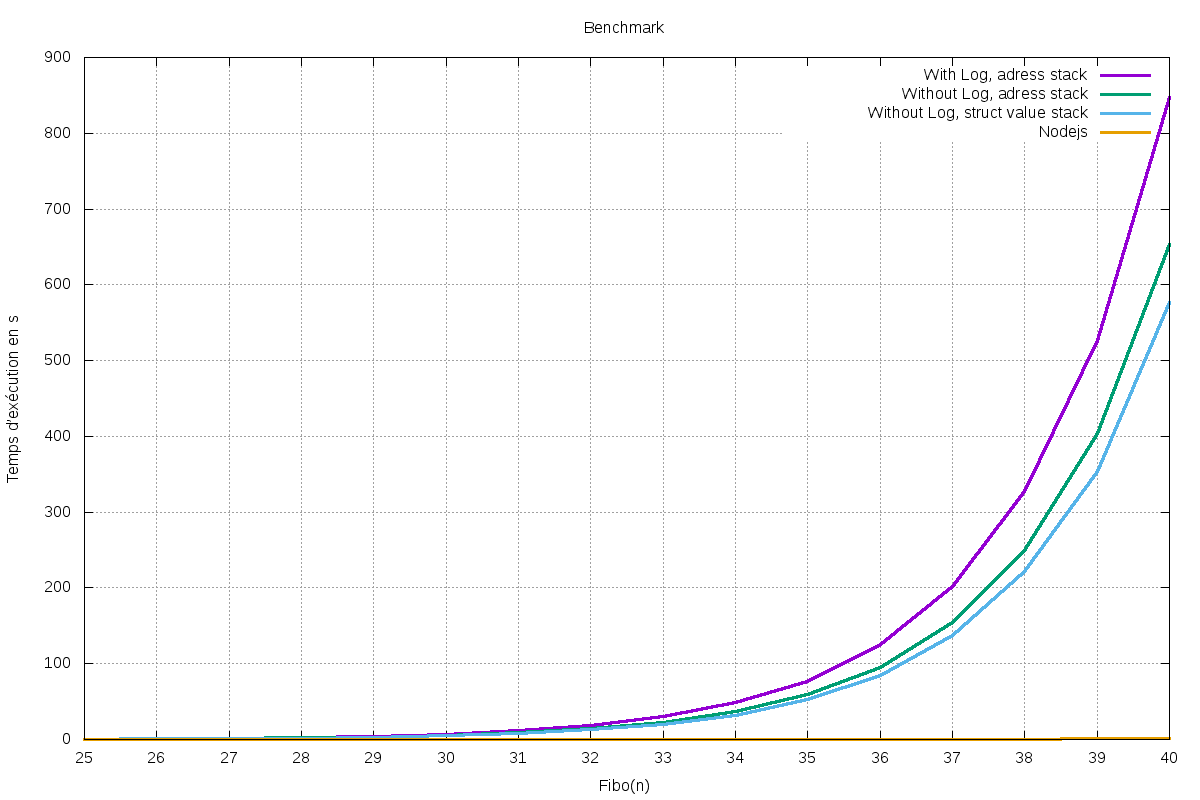 Benchmark
With Log, adress stack
Without Log, adress stack
Without Log, struct value stack
Nodejs
900
800
700
600
500
400
300
200
100
0
Temps d'exécution en s
25 26 27 28 29 30 31 32 33 34 35 36 37 38 39 40
Fibo(n)